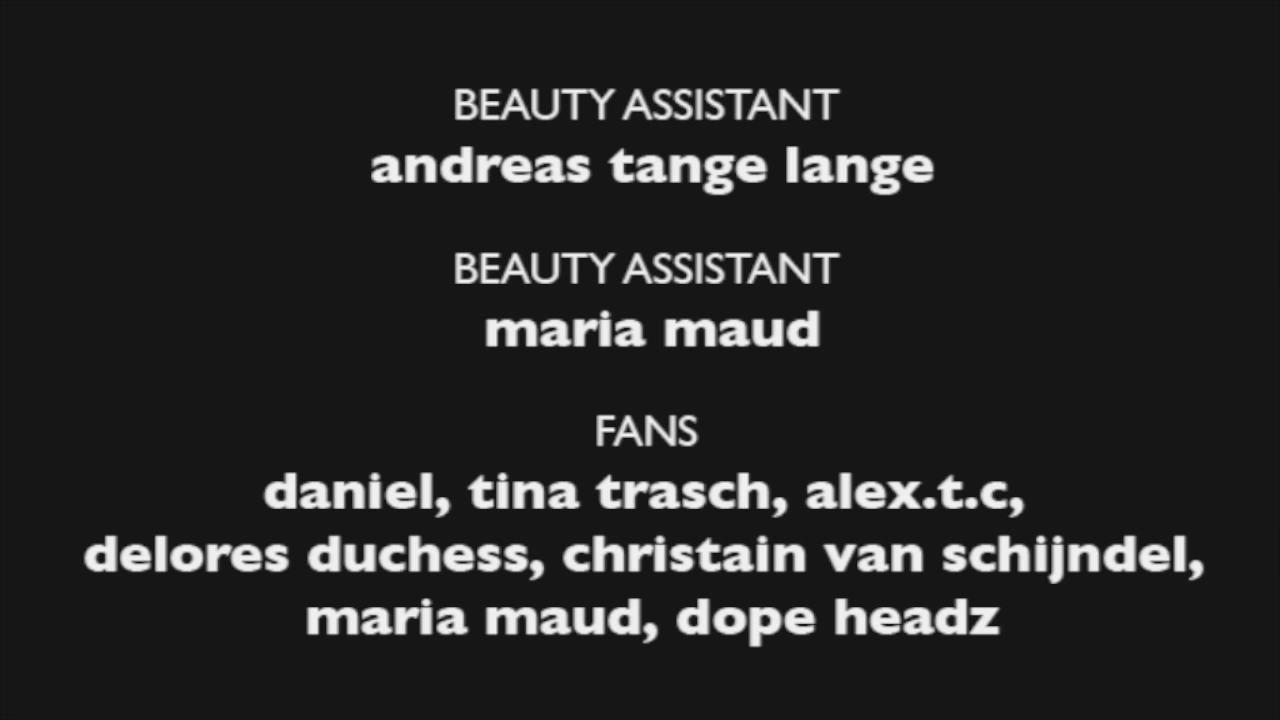 BEAUTY ASSISTANT
andreas tange lange
BEAUTY ASSISTANT
maria maud
FANS
daniel, tina trasch, alex.t.c,
delores duchess, christain van schijndel,
maria maud, dope headz